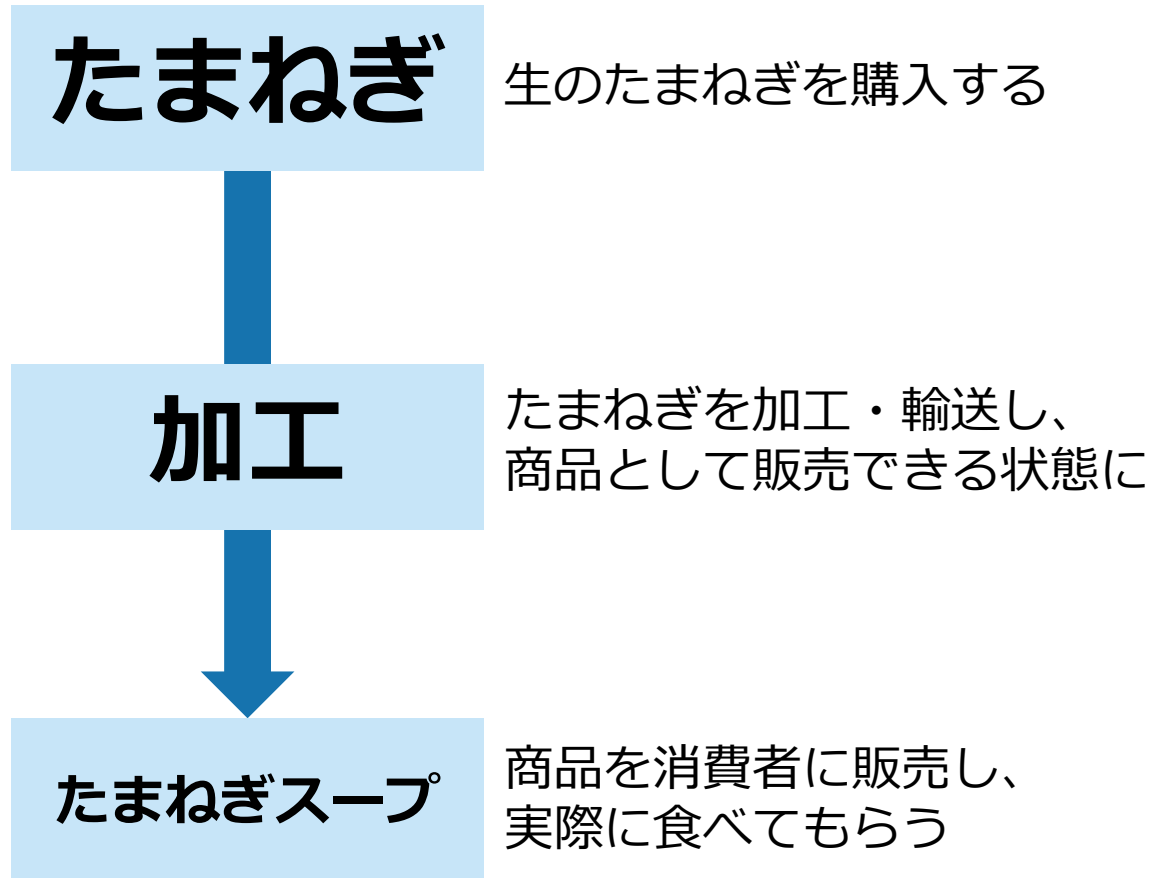 たまねぎ
生のたまねぎを購入する
加工
たまねぎを加工・輸送し、
商品として販売できる状態に
たまねぎスープ
商品を消費者に販売し、
実際に食べてもらう